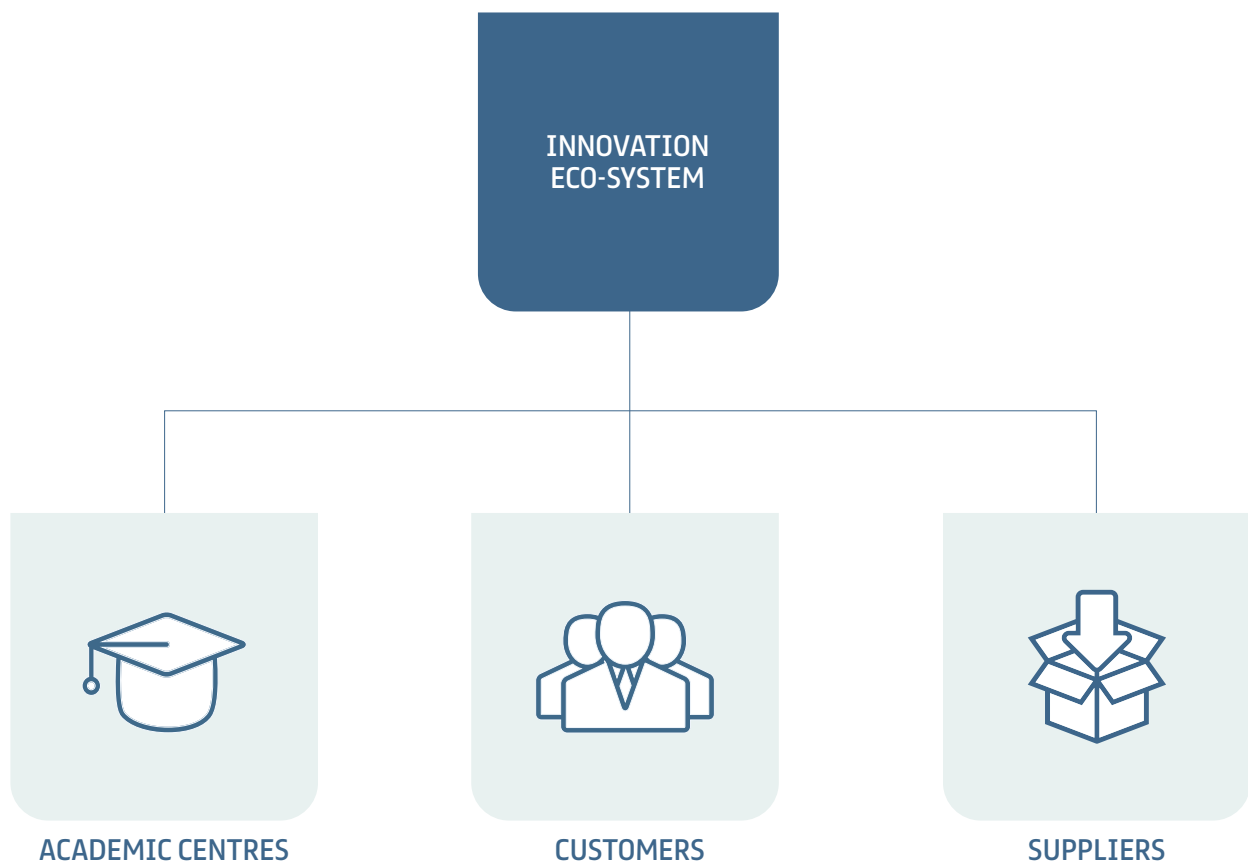 INNOVATION
ECO-SYSTEM
ACADEMIC CENTRES
CUSTOMERS
SUPPLIERS